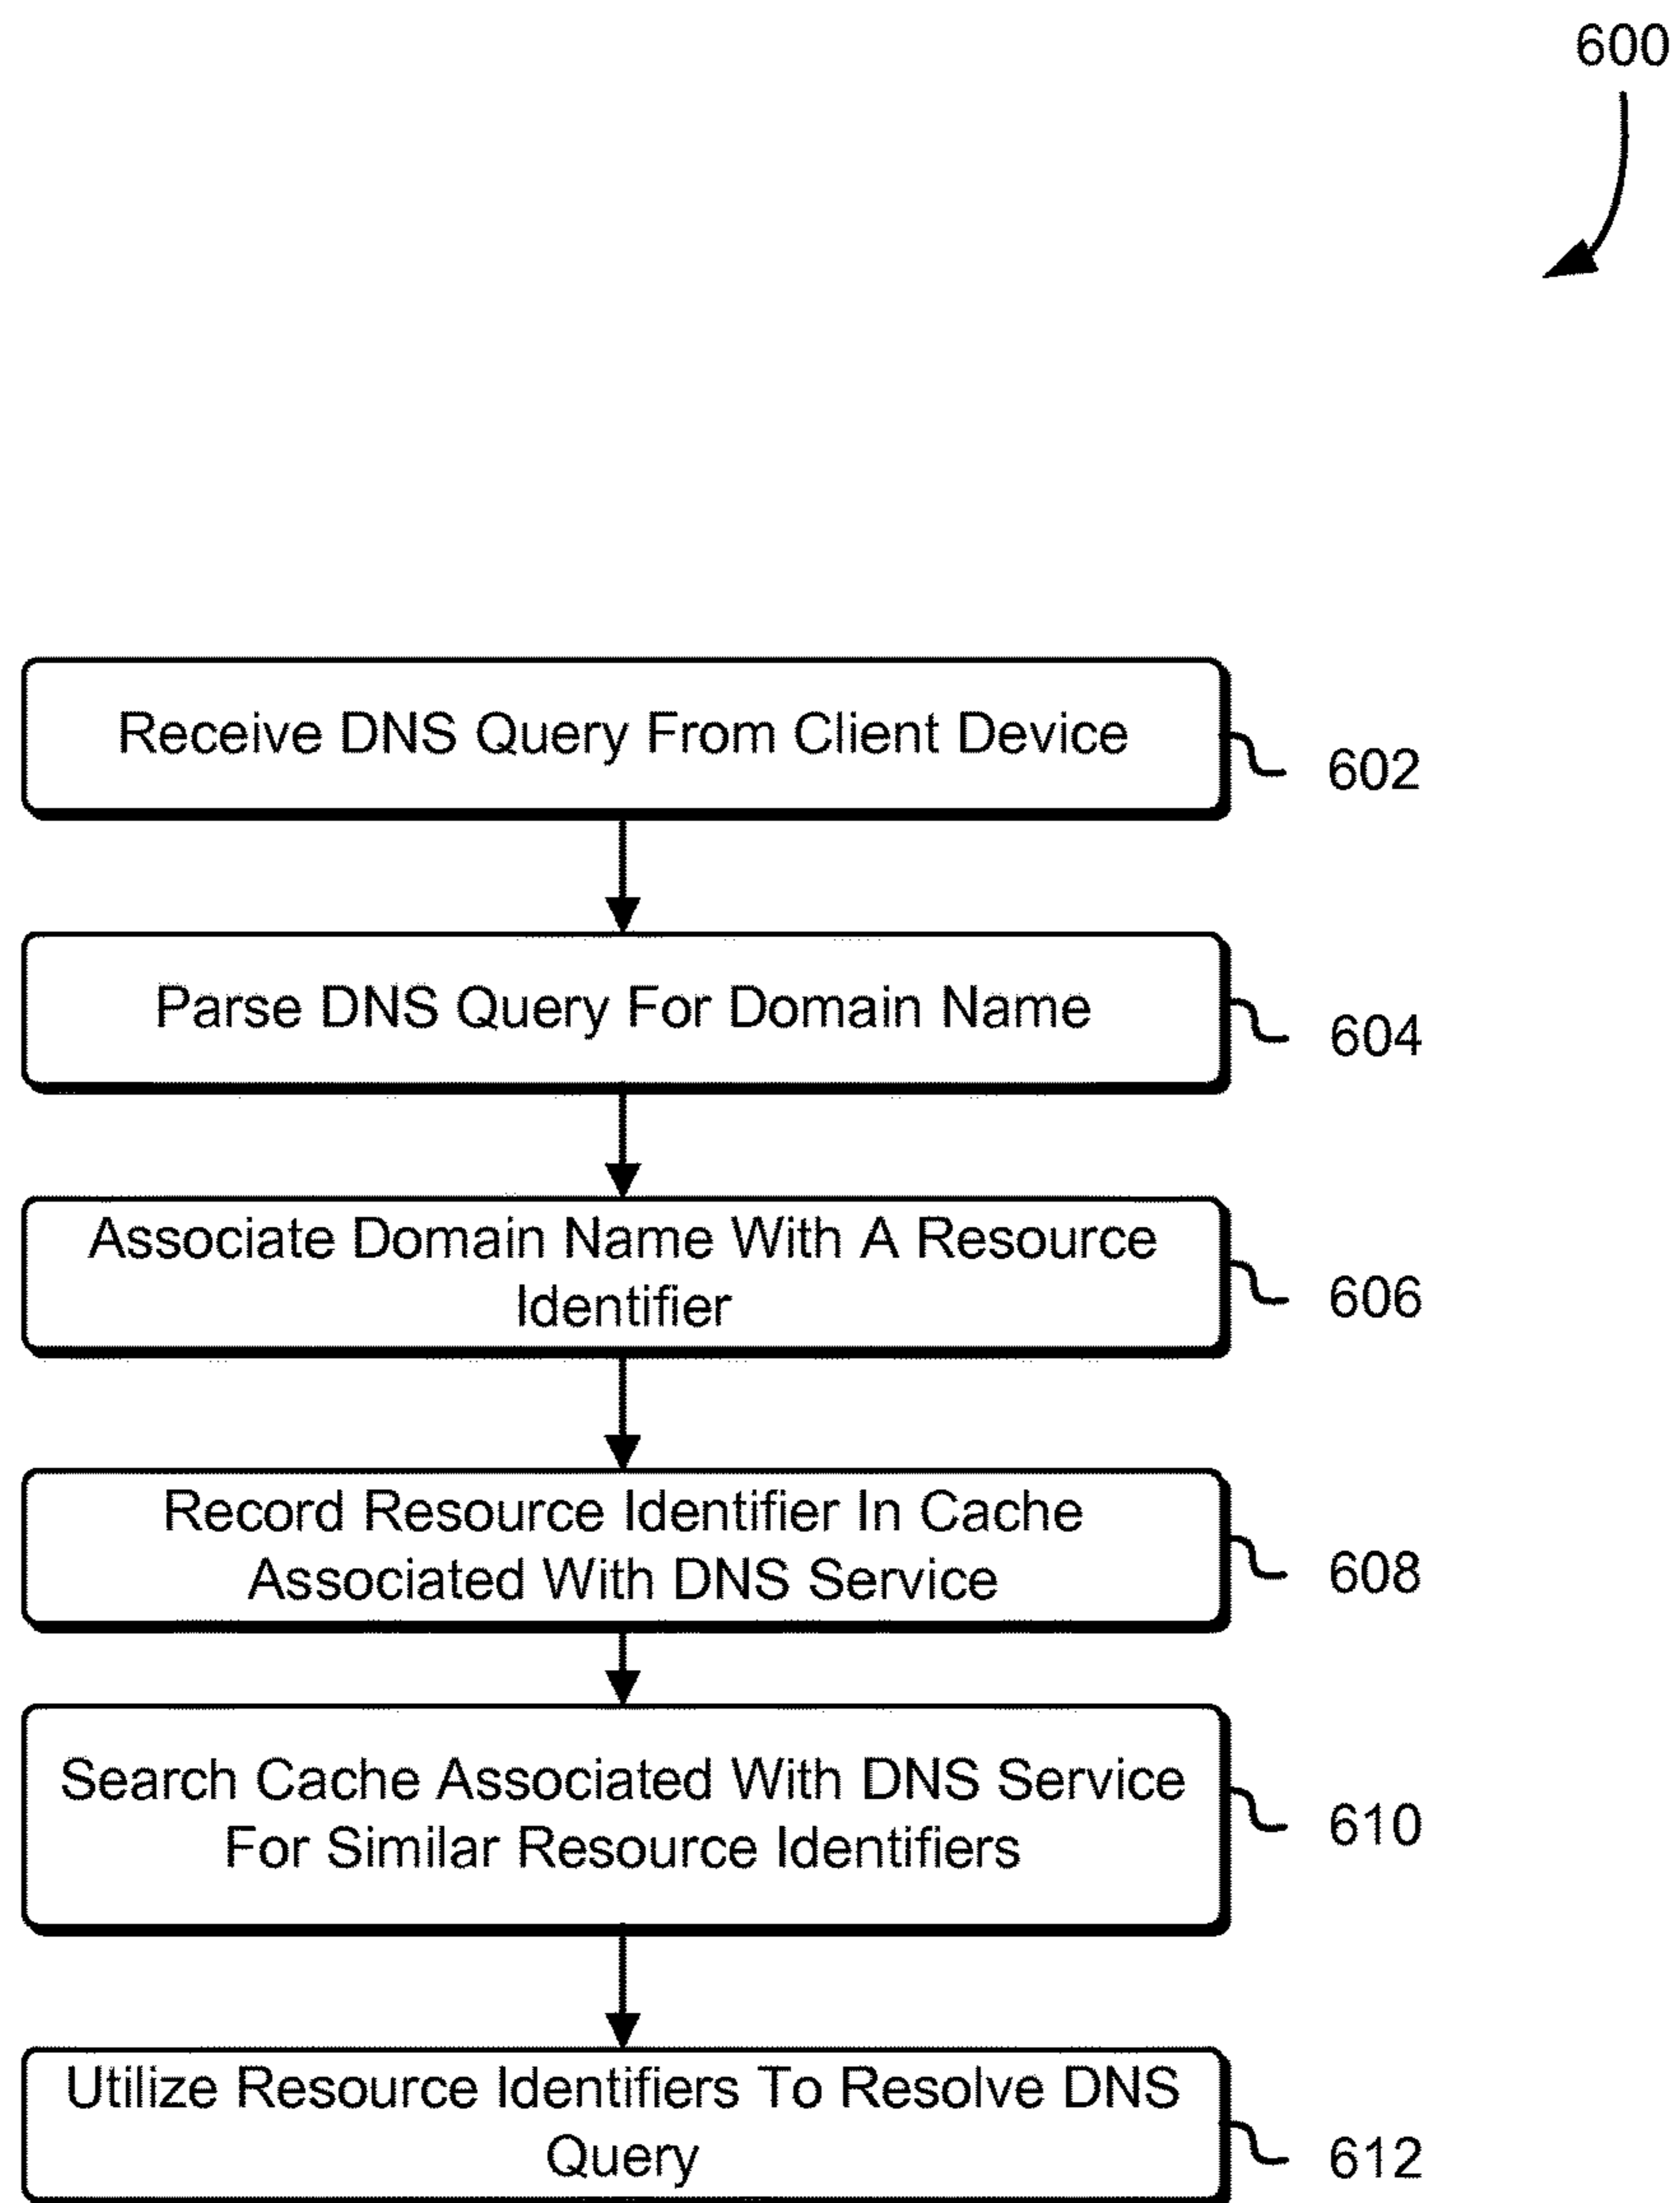 600
Receive DNS Query From Client Device
602
Parse DNS Query For Domain Name
604
Associate Domain Name With A Resource
Identifier
606
Record Resource Identifier In Cache
Associated With DNS Service
608
Search Cache Associated With DNS Service
For Similar Resource Identifiers
610
Utilize Resource Identifiers To Resolve DNS
Query
612